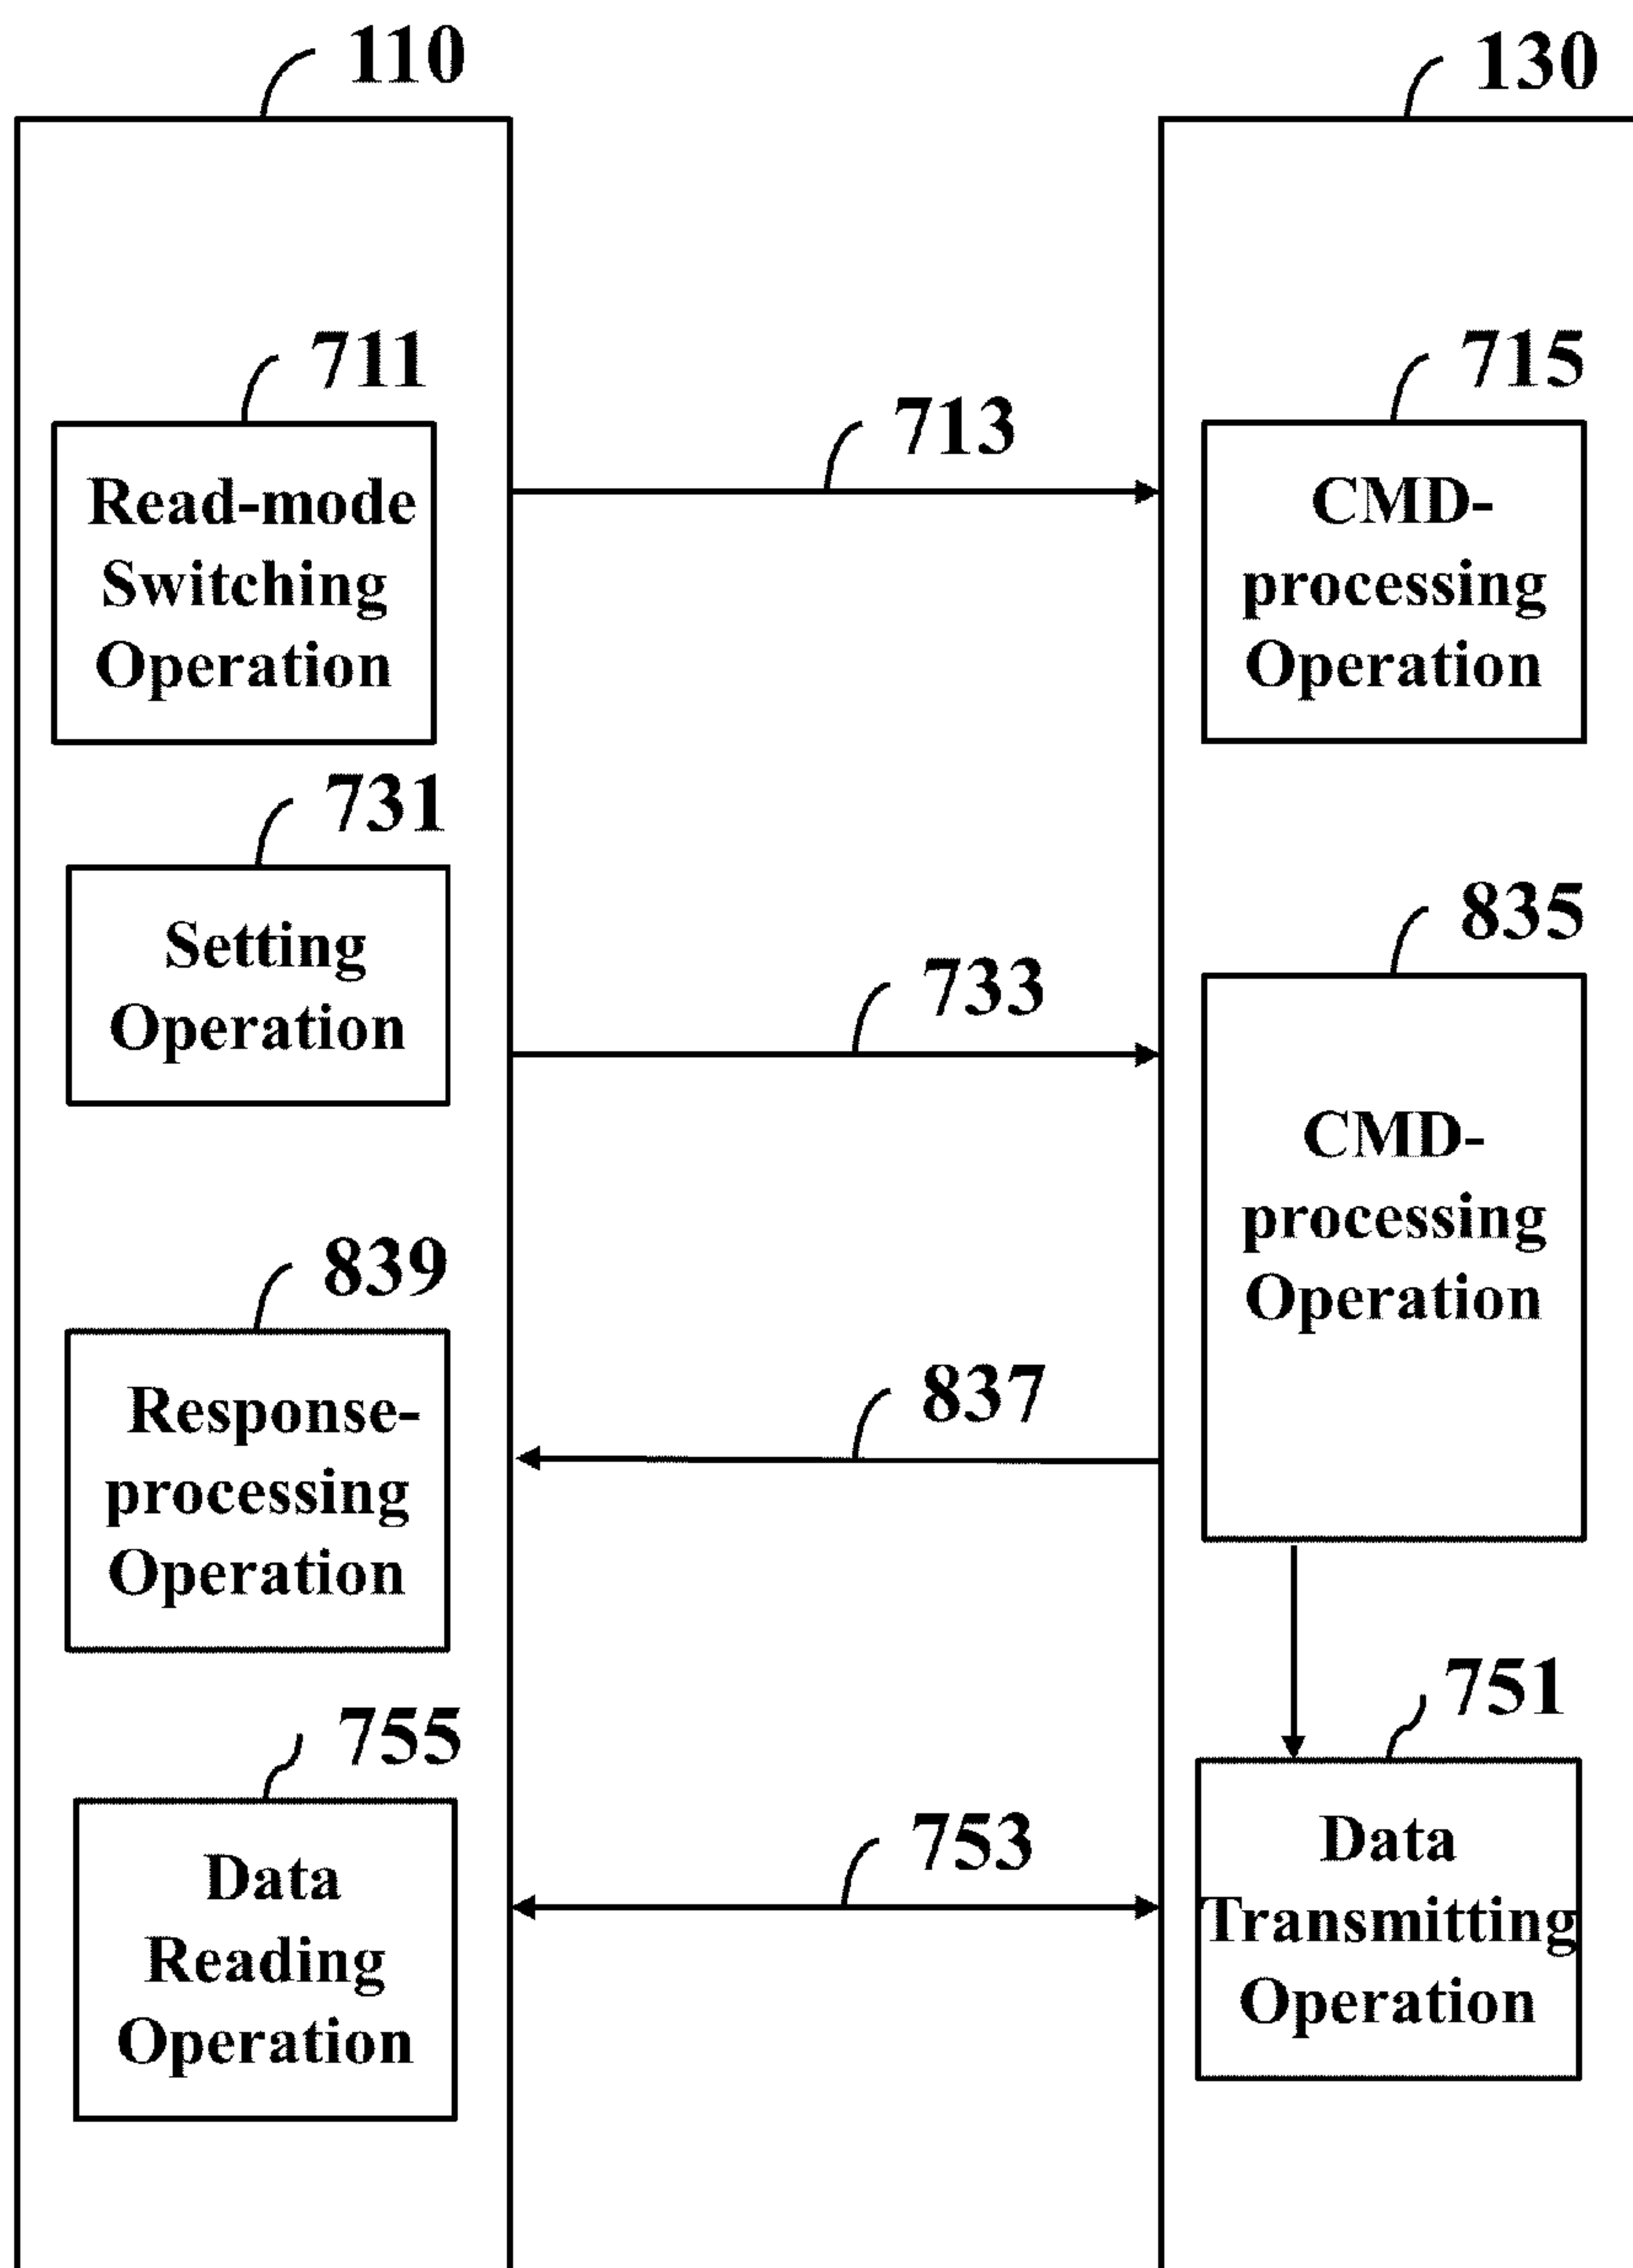 110
130
711
Read-mode
Switching
Operation
713
715
CMD-
processing
Operation
731
Setting
Operation
733
835
CMD-
processing
Operation
839
Response-
processing
Operation
837
755
Data
Reading
Operation
753
751
Data
Transmitting
Operation